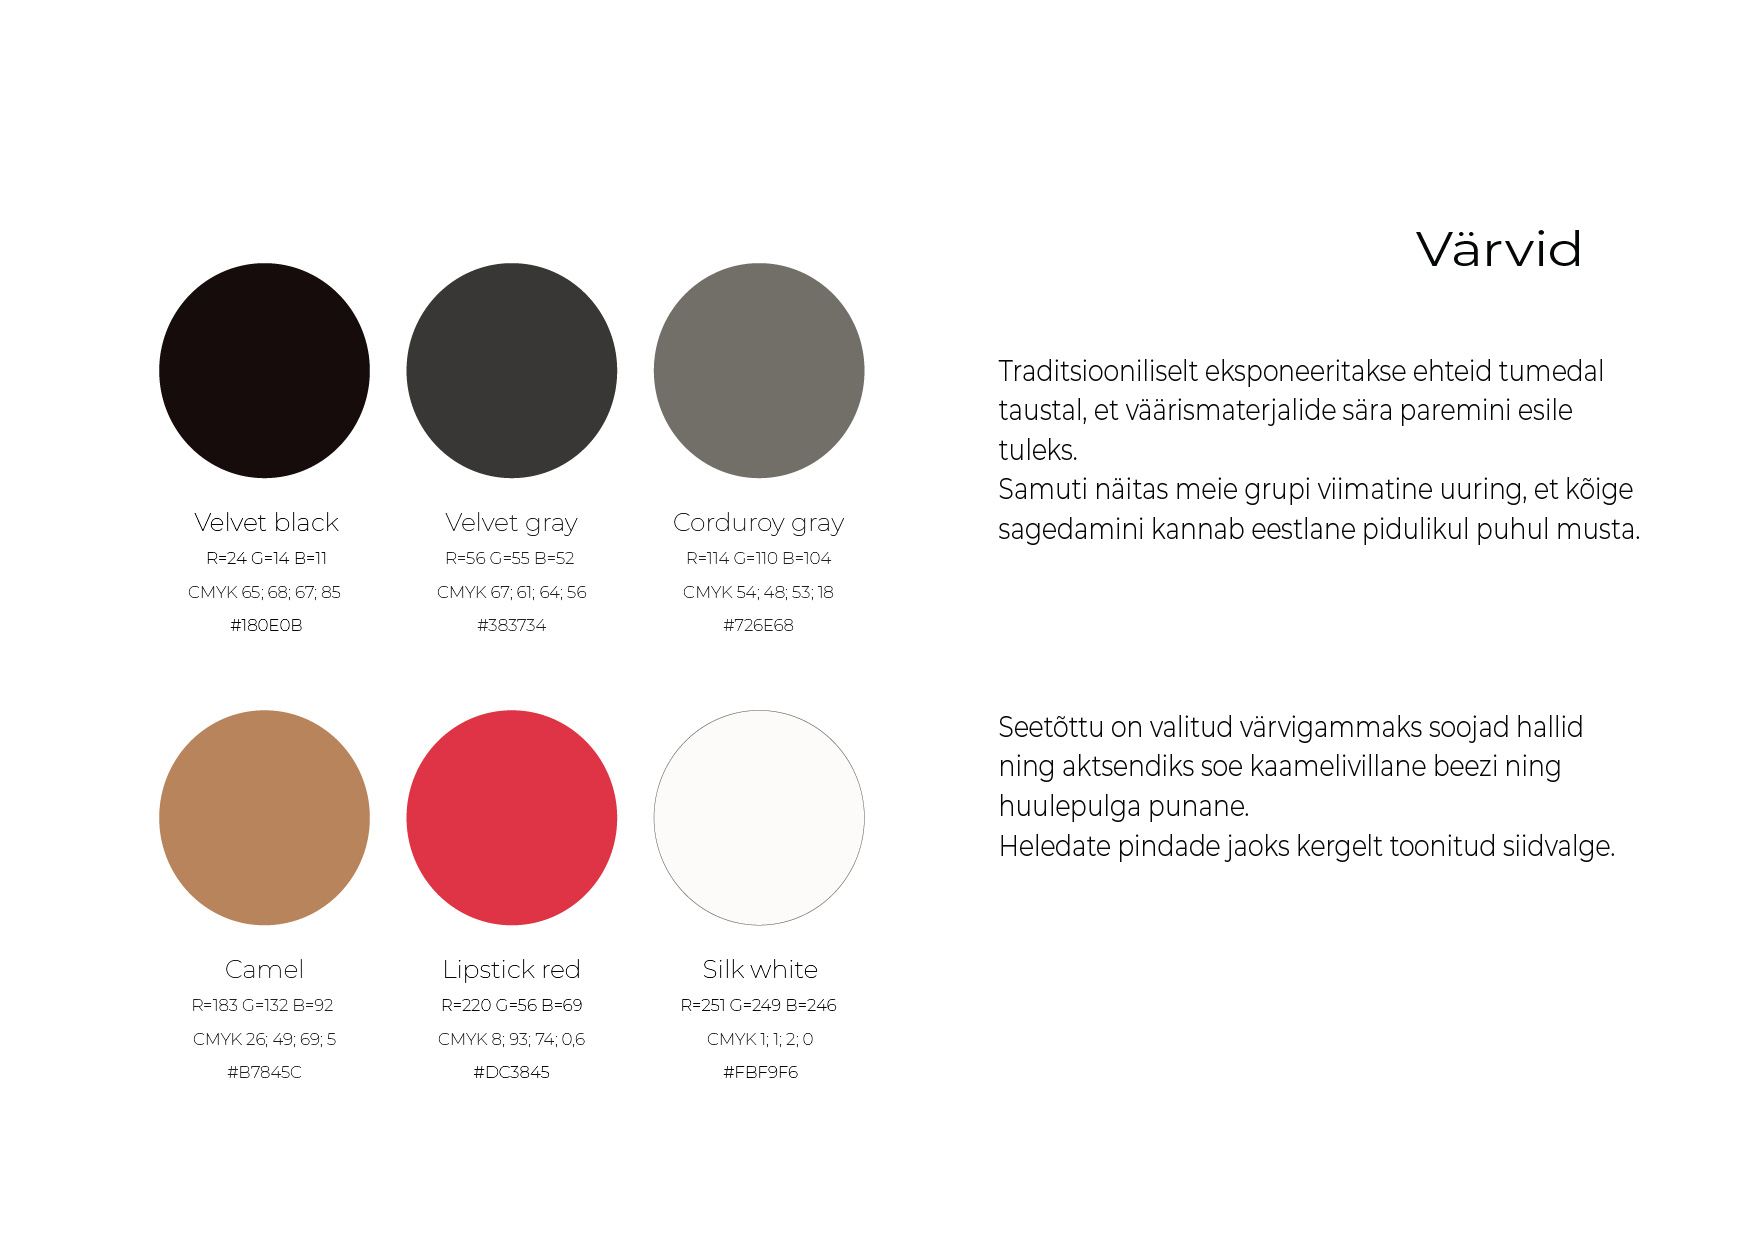 Värvid
Traditsiooniliselt eksponeeritakse ehteid tumedal
taustal, et väärismaterjalide sära paremini esile
tuleks.
Samuti näitas meie grupi viimatine uuring, et kõige
sagedamini kannab eestlane pidulikul puhul musta.
Seetõttu on valitud värvigammaks soojad hallid
ning aktsendiks soe kaamelivillane beezi ning
huulepulga punane.
Heledate pindade jaoks kergelt toonitud siidvalge.
Velvet black
R=24 G=14 B=11
CMYK 65; 68; 67; 85
#180E0B
Velvet gray
R=56 G=55 B=52
CMYK 67; 61; 64; 56
#383734
Corduroy gray
R=114 G=110 B=104
CMYK 54; 48; 53; 18
#726E68
Camel
R=183 G=132 B=92
CMYK 26; 49; 69; 5
#B7845C
Lipstick red
R=220 G=56 B=69
CMYK 8; 93; 74; 0,6
#DC3845
Silk white
R=251 G=249 B=246
CMYK 1; 1; 2; 0
#FBF9F6